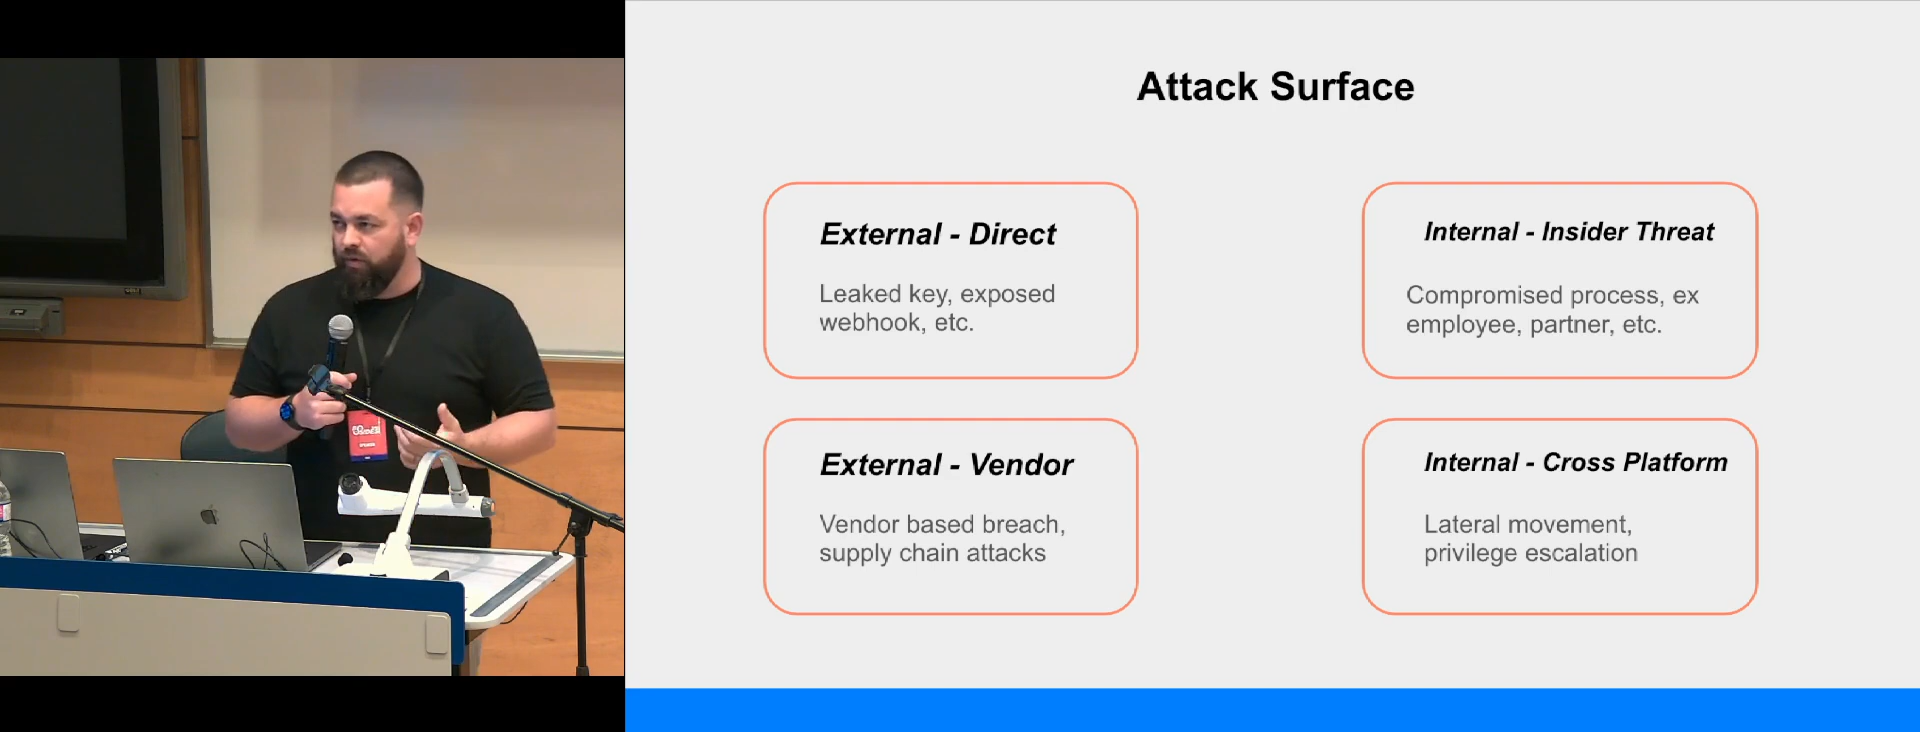 Attack Surface
External - Direct
Leaked key, exposed
webhook, etc.
Internal - Insider Threat
Compromised process, ex
employee, partner, etc.
External - Vendor
Vendor based breach,
supply chain attacks
Internal - Cross Platform
Lateral movement,
privilege escalation